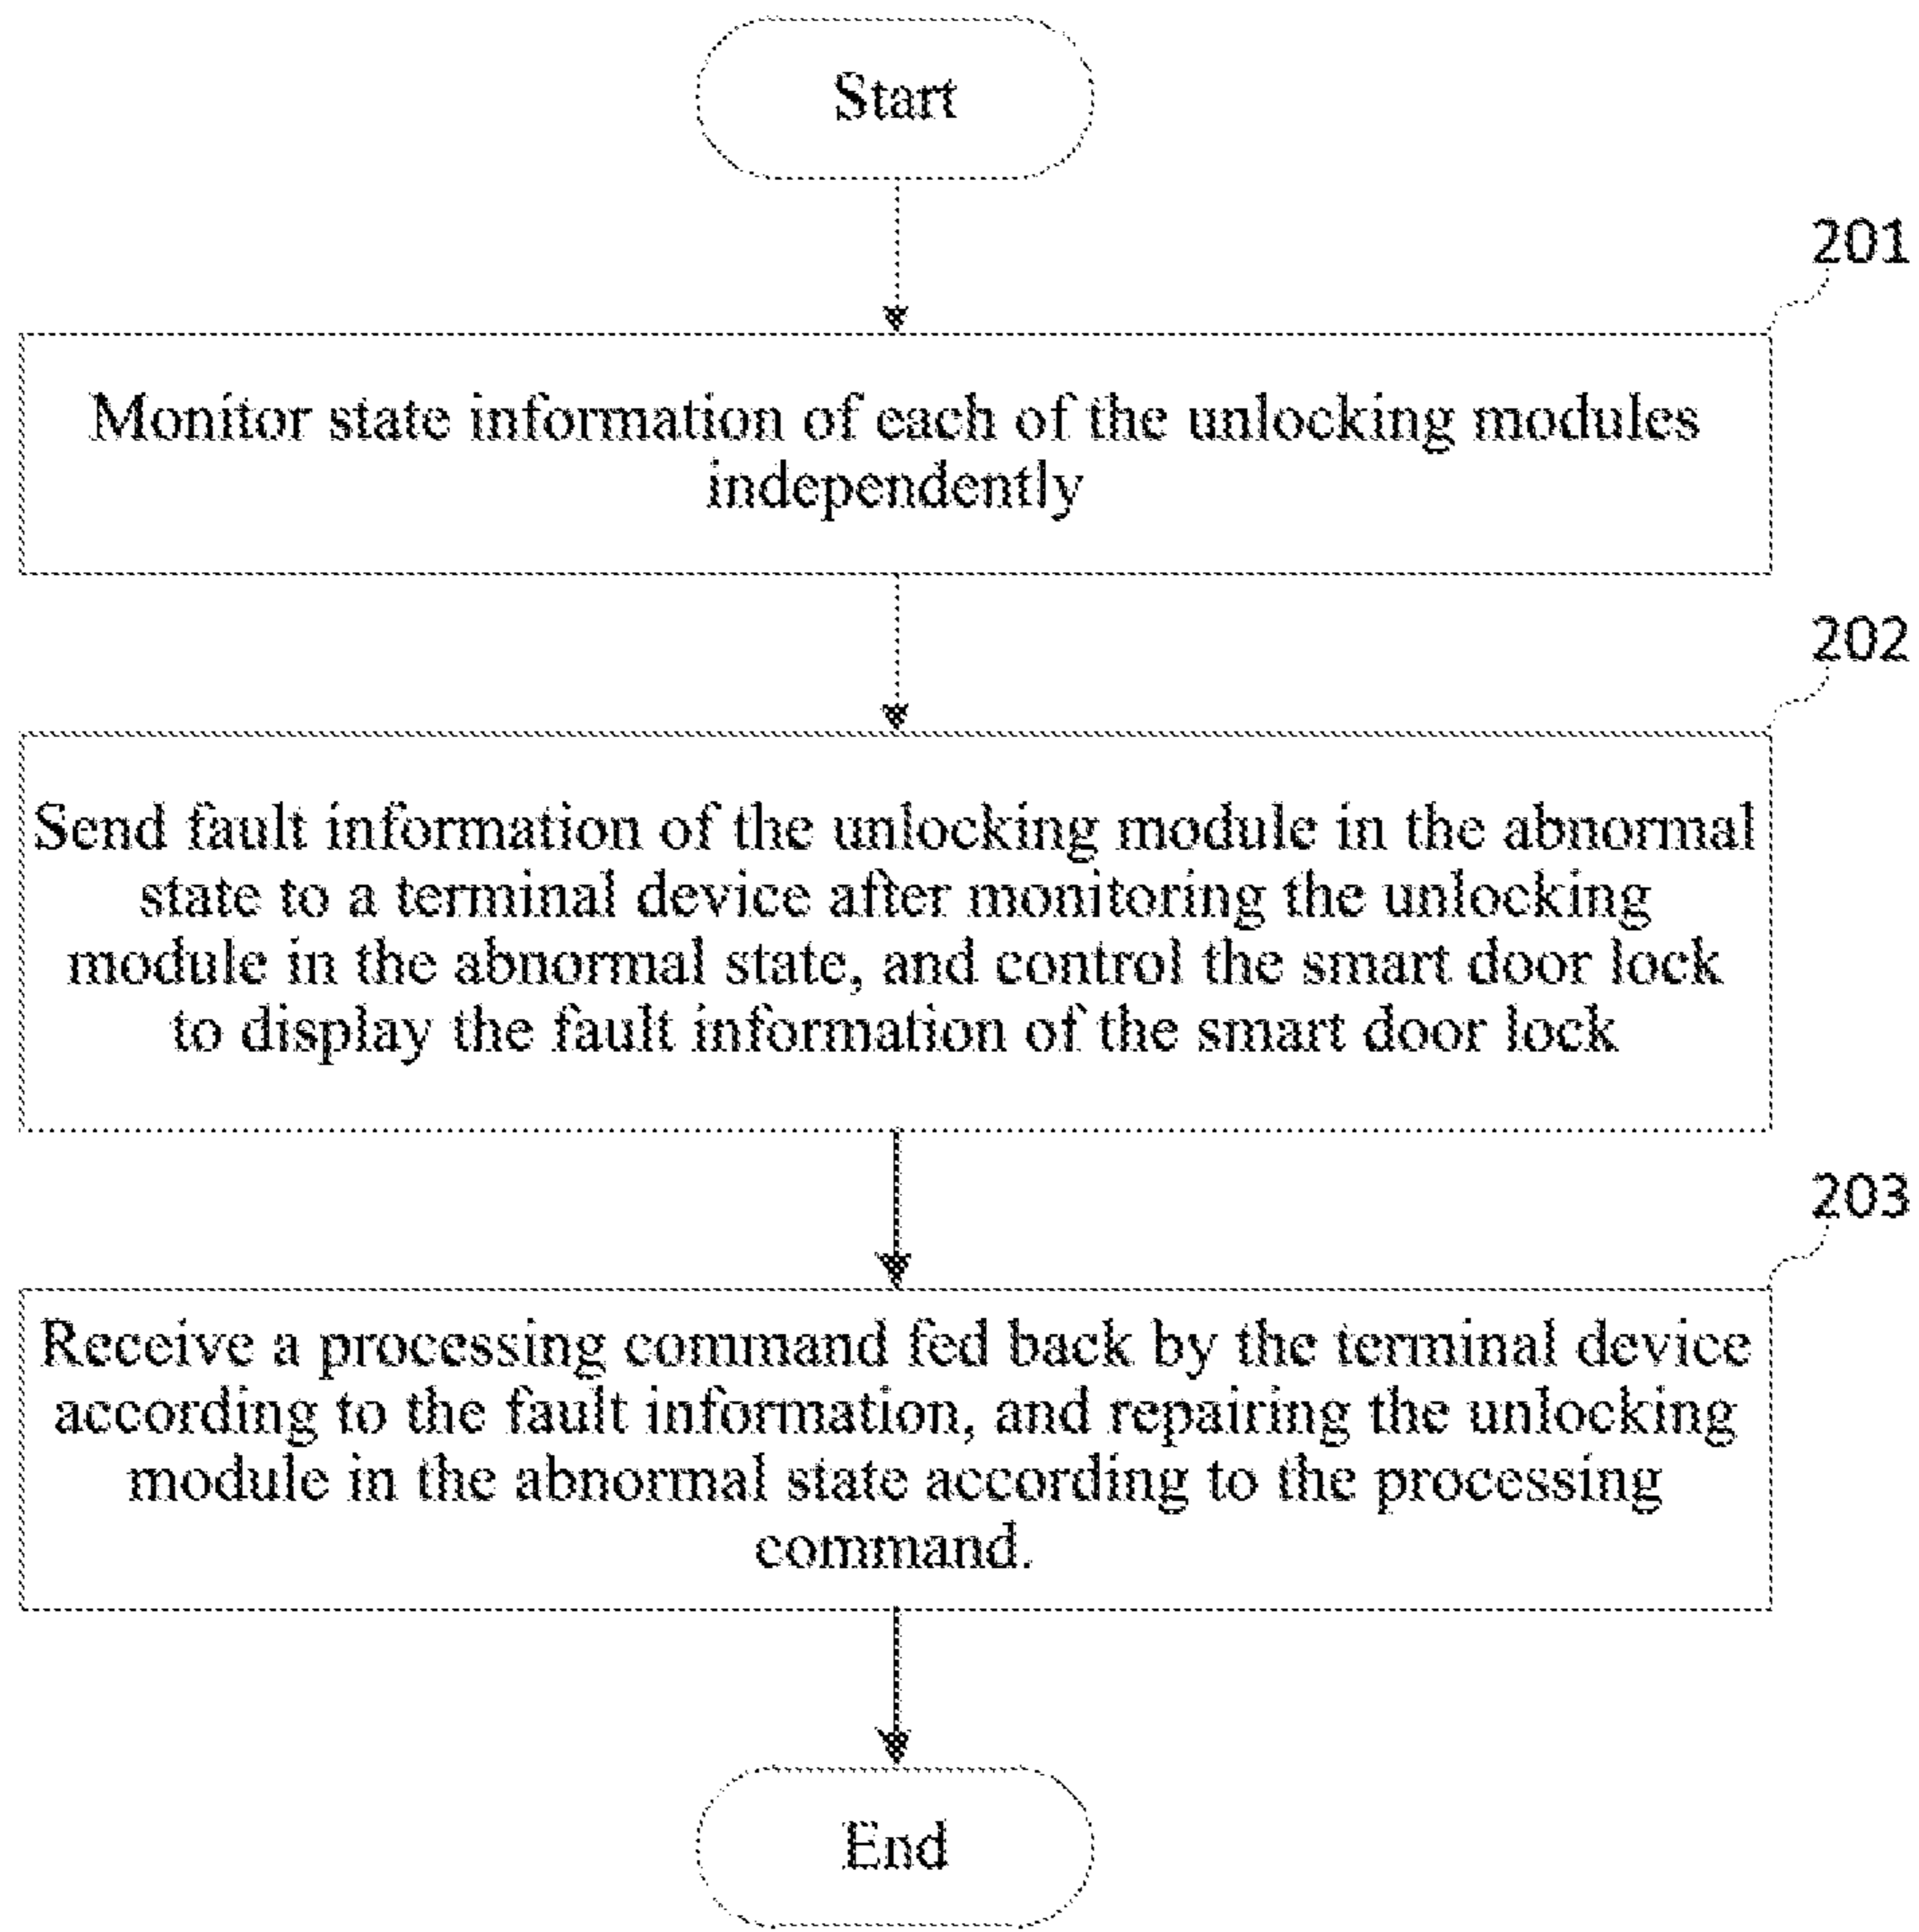 Start
201
Monitor state information of each of the unlocking modules
independently
202
Send fault information of the unlocking module in the abnormal
state to a terminal device after monitoring the unlocking
module in the abnormal state, and control the smart door lock
to display the fault information of the smart door lock
203
Receive a processing command fed back by the terminal device
according to the fault information, and repairing the unlocking
module in the abnormal state according to the processing
command.
End